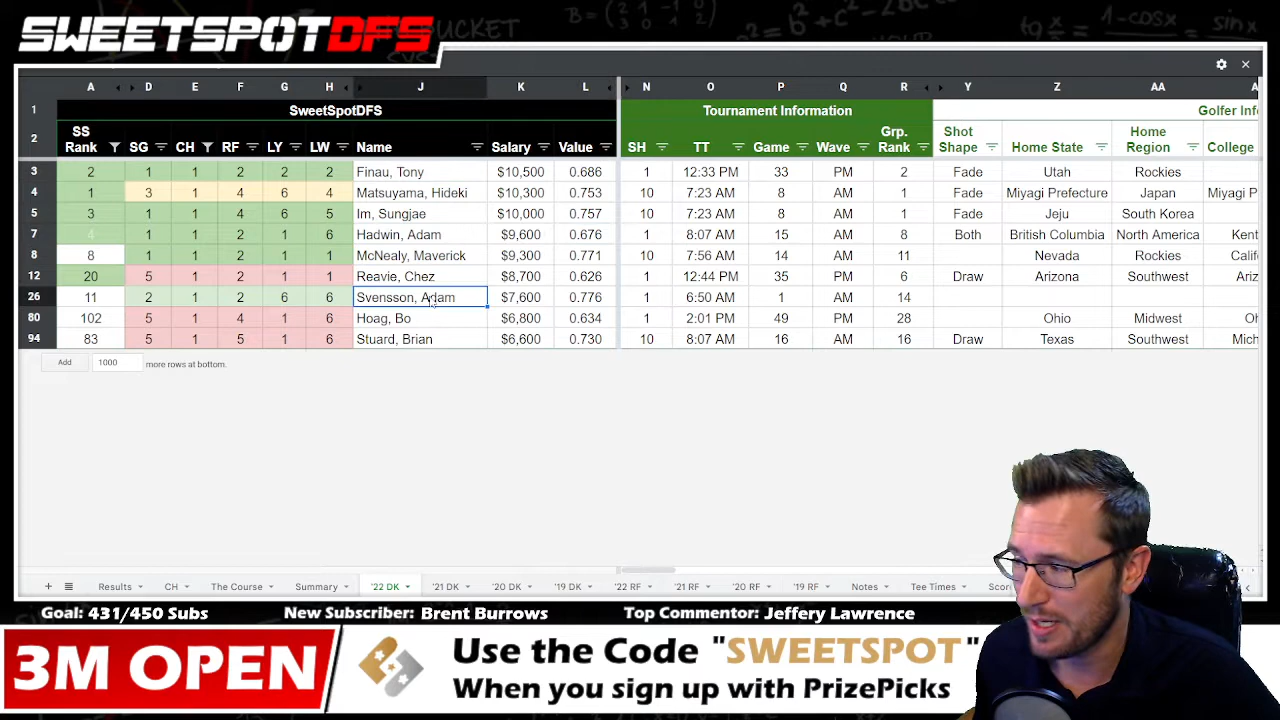 SWEETSPOTDFS
BUCKET
A D E F G H J K L N O P Q R Y Z AA
1 SweetSpotDFS Tournament Information Golfer Info
2 SS Rank SG CH RF LY LW Name Salary Value SH TT Game Wave Grp. Rank Shot Shape Home State Home Region College
3 2 1 1 2 2 2 Finau, Tony $10,500 0.686 1 12:33 PM 33 PM 2 Fade Utah Rockies
4 1 3 1 4 6 4 Matsuyama, Hideki $10,300 0.753 10 7:23 AM 8 AM 1 Fade Miyagi Prefecture Japan Miyagi P
5 3 1 1 4 6 5 Im, Sungjae $10,000 0.757 10 7:23 AM 8 AM 1 Fade Jeju South Korea
7 4 1 1 2 1 6 Hadwin, Adam $9,600 0.676 1 8:07 AM 15 AM 8 Both British Columbia North America Kent
8 8 1 1 2 1 1 McNealy, Maverick $9,300 0.771 10 7:56 AM 14 AM 11 Nevada Rockies Calif
12 20 5 1 2 1 1 Reavie, Chez $8,700 0.626 1 12:44 PM 35 PM 6 Draw Arizona Southwest Ariz
26 11 2 1 2 6 6 Svensson, Adam $7,600 0.776 1 6:50 AM 1 AM 14
80 102 5 1 4 1 6 Hoag, Bo $6,800 0.634 1 2:01 PM 49 PM 28 Ohio Midwest Oh
94 83 5 1 5 1 6 Stuard, Brian $6,600 0.730 10 8:07 AM 16 AM 16 Draw Texas Southwest Mich
Add 1000 more rows at bottom.
Results CH The Course Summary '22 DK '21 DK '20 DK '19 DK '22 RF '21 RF '20 RF '19 RF Notes Tee Times
Goal: 431/450 Subs New Subscriber: Brent Burrows Top Commentor: Jeffery Lawrence
3M OPEN
Use the Code "SWEETSPOT"
When you sign up with PrizePicks